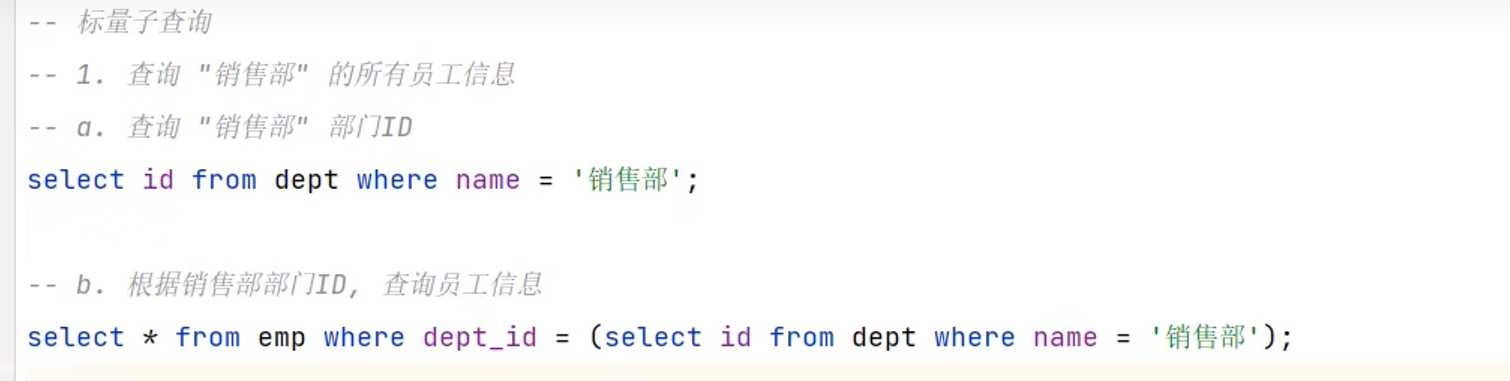 -- 标量子查询
-- 1. 查询 "销售部" 的所有员工信息
-- a. 查询 "销售部" 部门ID
select id from dept where name = '销售部';
-- b. 根据销售部部门ID, 查询员工信息
select * from emp where dept_id = (select id from dept where name = '销售部');